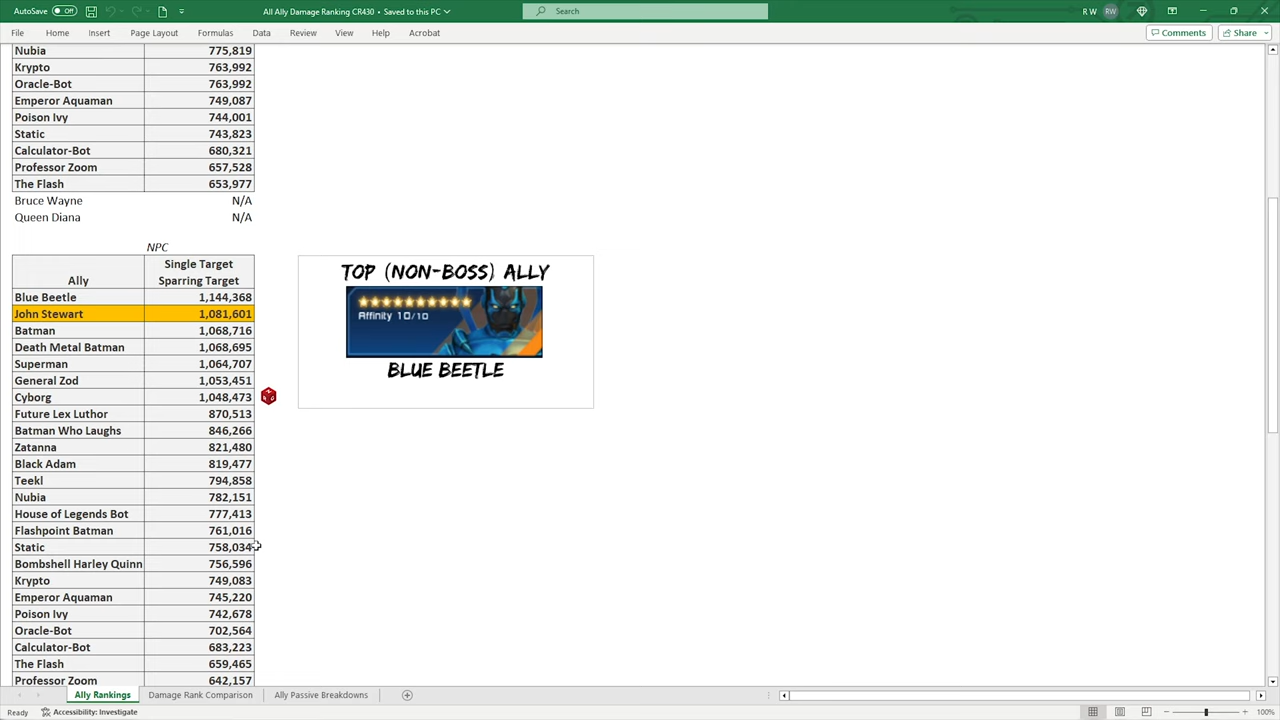 AutoSave Off All Ally Damage Ranking CR430 • Saved to this PC Search R W RW
File Home Insert Page Layout Formulas Data Review View Help Acrobat Comments Share
Nubia 775,819
Krypto 763,992
Oracle-Bot 763,992
Emperor Aquaman 749,087
Poison Ivy 744,001
Static 743,823
Calculator-Bot 680,321
Professor Zoom 657,528
The Flash 653,977
Bruce Wayne N/A
Queen Diana N/A
NPC
Ally Single Target
Sparring Target
Blue Beetle 1,144,368
John Stewart 1,081,601
Batman 1,068,716
Death Metal Batman 1,068,695
Superman 1,064,707
General Zod 1,053,451
Cyborg 1,048,473
Future Lex Luthor 870,513
Batman Who Laughs 846,266
Zatanna 821,480
Black Adam 819,477
Teekl 794,858
Nubia 782,151
House of Legends Bot 777,413
Flashpoint Batman 761,016
Static 758,034
Bombshell Harley Quinn 756,596
Krypto 749,083
Emperor Aquaman 745,220
Poison Ivy 742,678
Oracle-Bot 702,564
Calculator-Bot 683,223
The Flash 659,465
Professor Zoom 642,157
TOP (NON-BOSS) ALLY
Affinity 10/10
BLUE BEETLE
Ally Rankings Damage Rank Comparison Ally Passive Breakdowns
Ready Accessibility: Investigate 100%